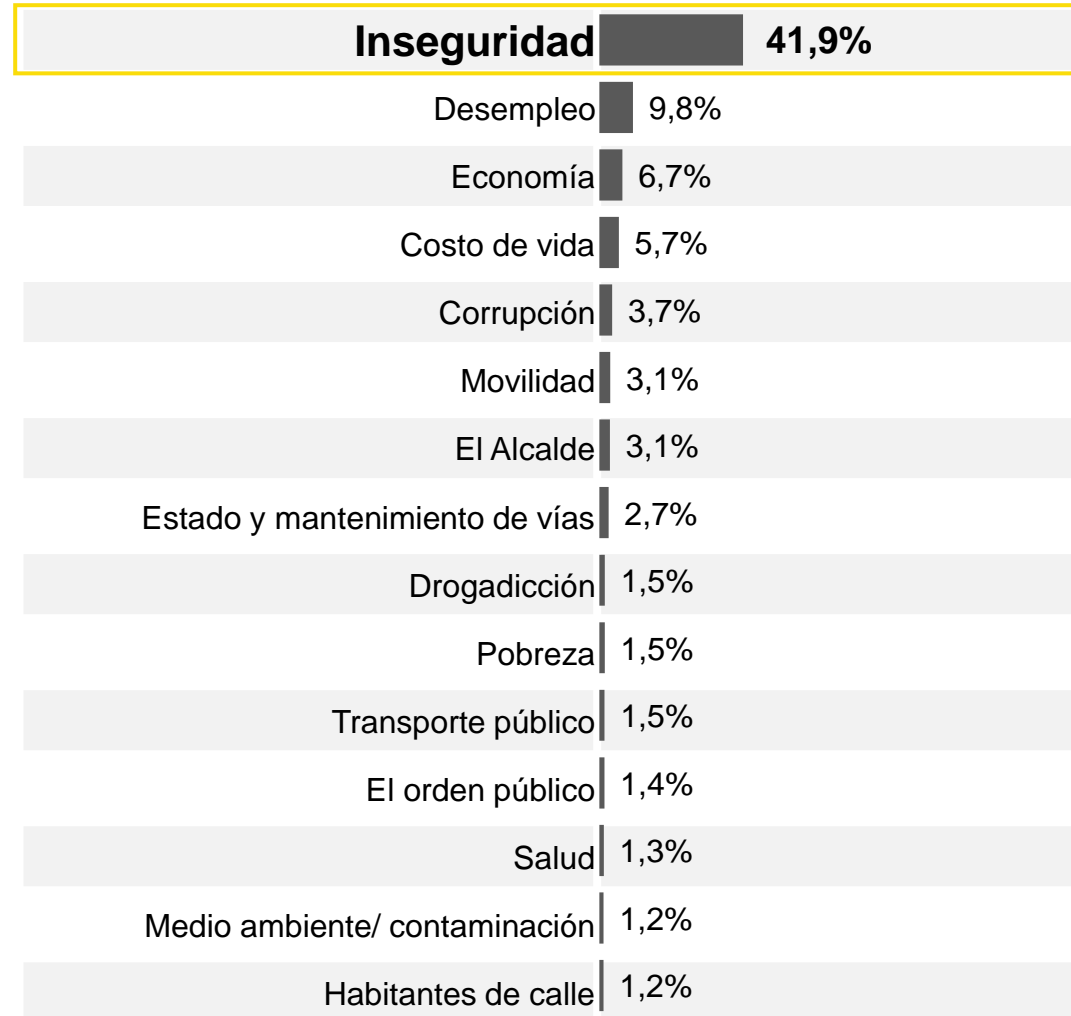 Inseguridad 41,9%
Desempleo 9,8%
Economía 6,7%
Costo de vida 5,7%
Corrupción 3,7%
Movilidad 3,1%
El Alcalde 3,1%
Estado y mantenimiento de vías 2,7%
Drogadicción 1,5%
Pobreza 1,5%
Transporte público 1,5%
El orden público 1,4%
Salud 1,3%
Medio ambiente/ contaminación 1,2%
Habitantes de calle 1,2%